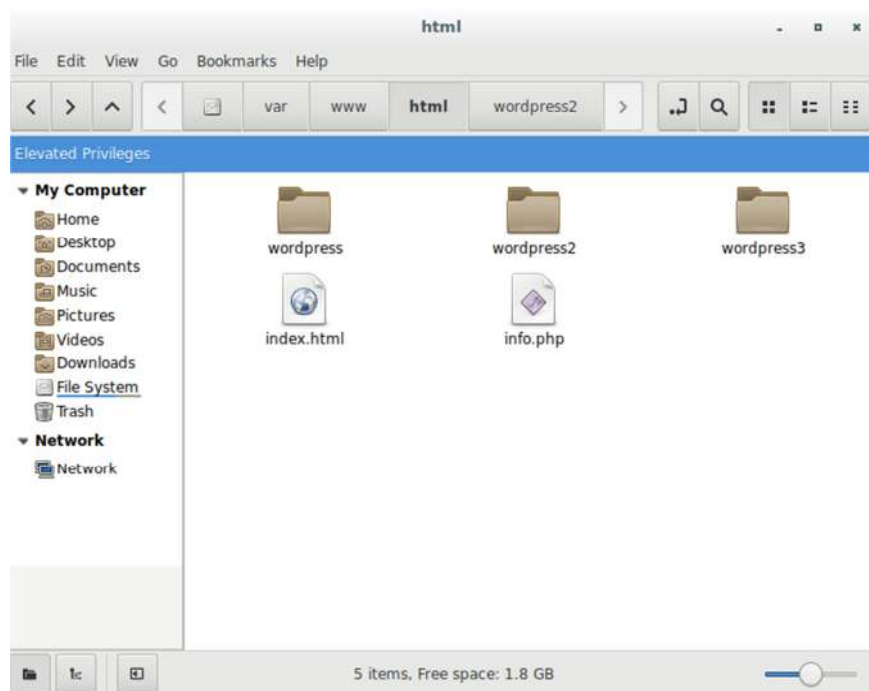 html
File Edit View Go Bookmarks Help
var www html wordpress2
Elevated Privileges
My Computer
Home
Desktop
Documents
Music
Pictures
Videos
Downloads
File System
Trash
Network
Network
wordpress wordpress2 wordpress3
index.html info.php
5 items, Free space: 1.8 GB